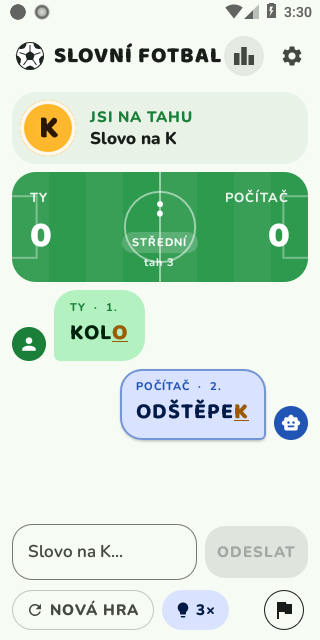 3:30
SLOVNÍ FOTBAL
K
JSI NA TAHU
Slovo na K
TY
POČÍTAČ
0
0
STŘEDNÍ
tah 3
TY · 1.
KOLO
POČÍTAČ · 2.
ODŠTĚPEK
Slovo na K...
ODESLAT
NOVÁ HRA
3×